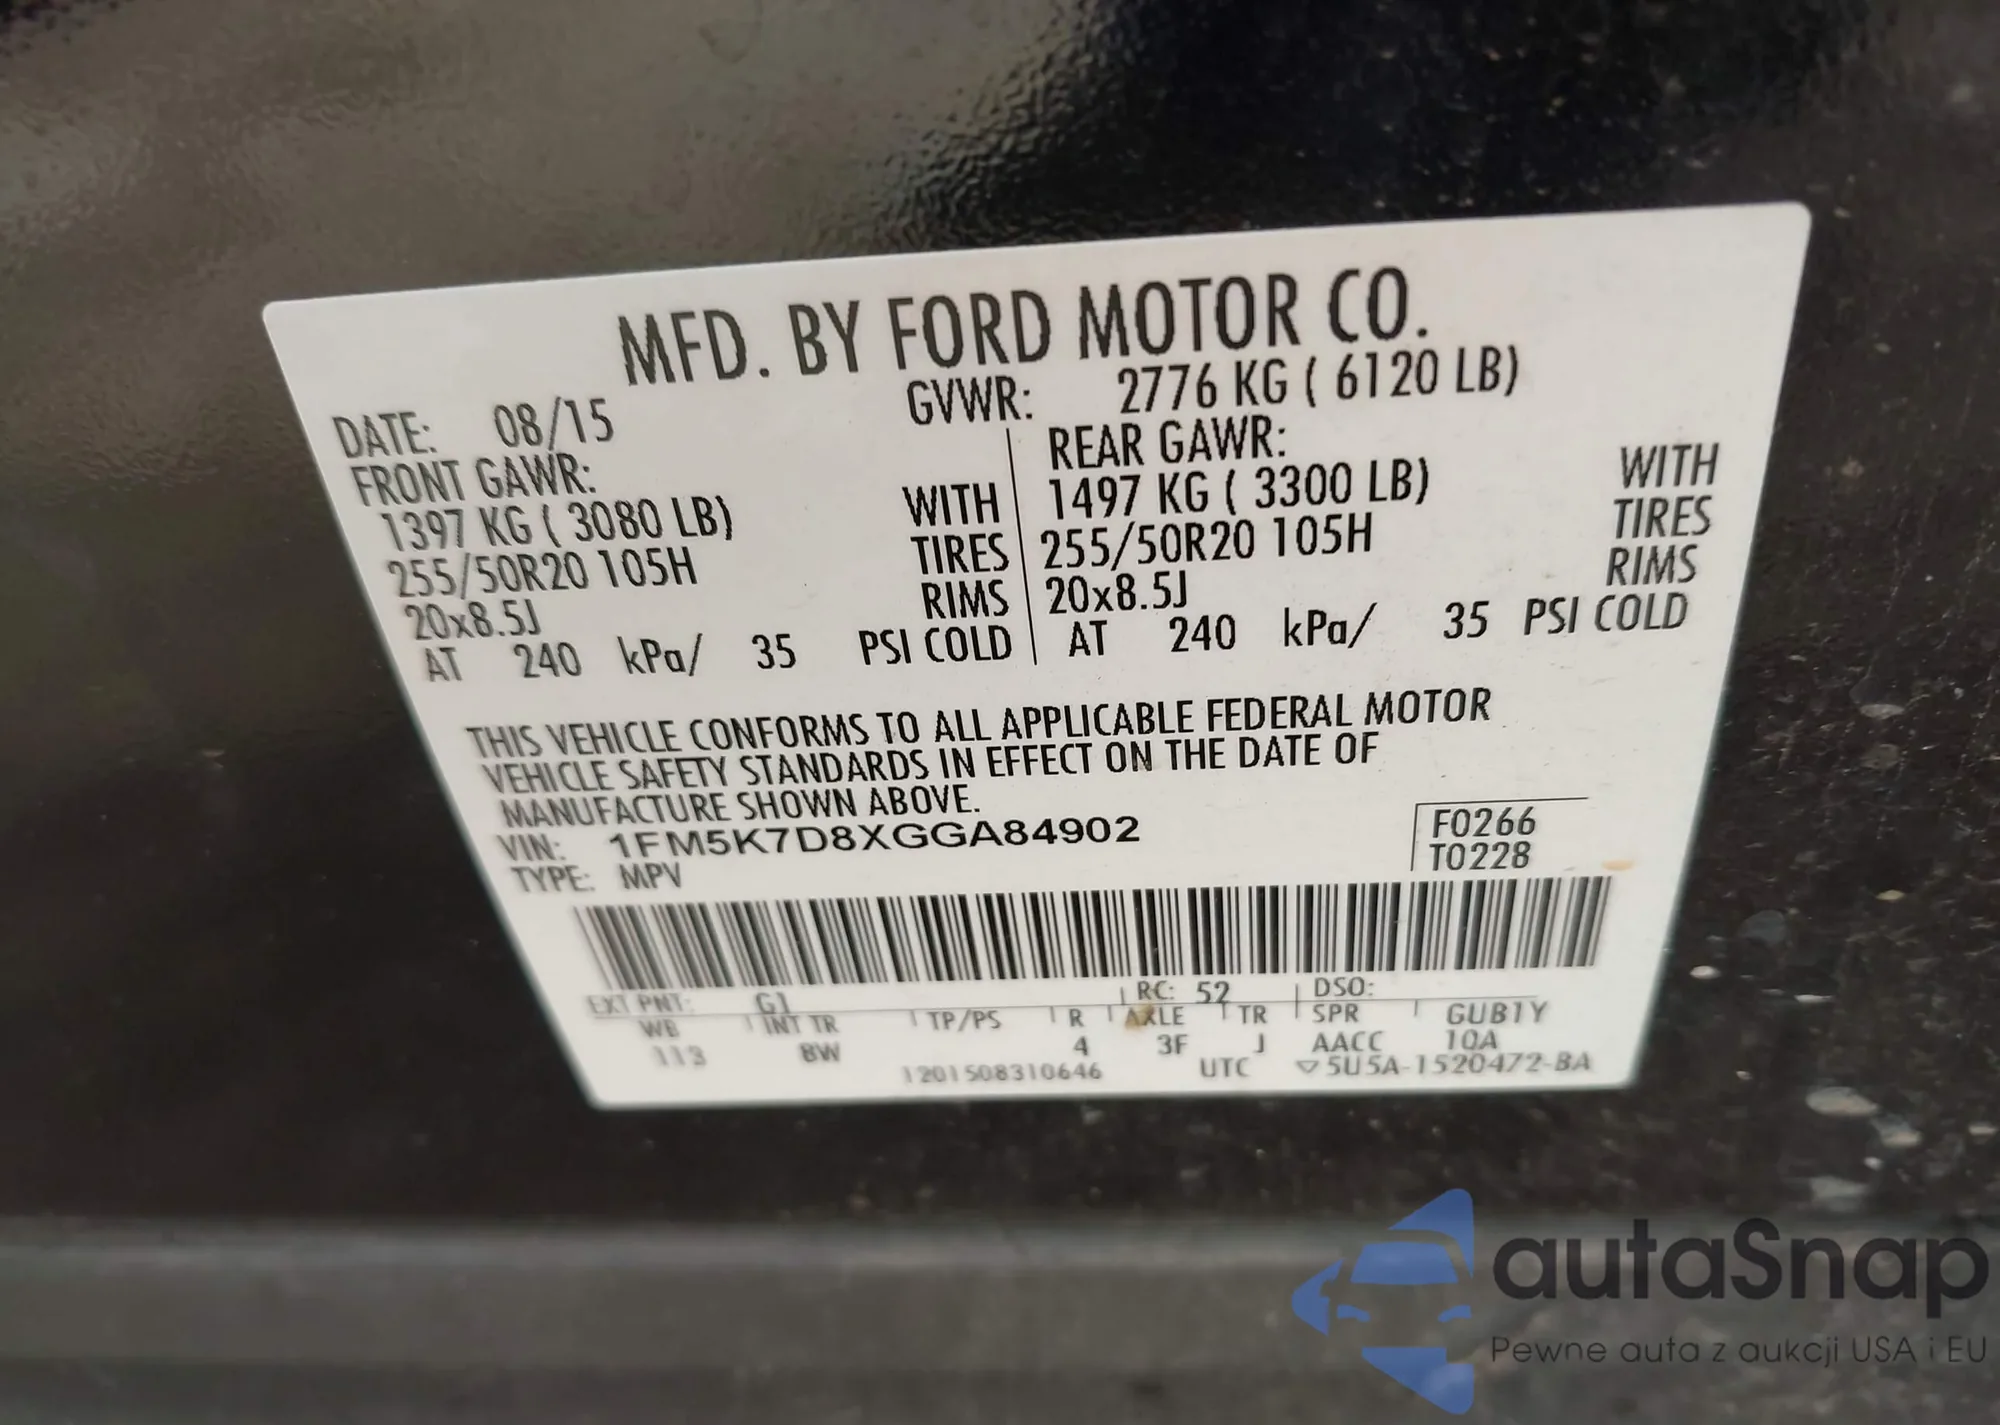 MFD. BY FORD MOTOR CO.
DATE: 08/15 GVWR: 2776 KG ( 6120 LB)
FRONT GAWR: REAR GAWR:
1397 KG ( 3080 LB) WITH 1497 KG ( 3300 LB) WITH
255/50R20 105H TIRES 255/50R20 105H TIRES
20x8.5J RIMS 20x8.5J RIMS
AT 240 kPa/ 35 PSI COLD AT 240 kPa/ 35 PSI COLD
THIS VEHICLE CONFORMS TO ALL APPLICABLE FEDERAL MOTOR
VEHICLE SAFETY STANDARDS IN EFFECT ON THE DATE OF
MANUFACTURE SHOWN ABOVE.
VIN: 1FM5K7D8XGGA84902 F0266
TYPE: MPV T0228
EXT PNT: G1 RC: 52 DSO:
WB INT TR TP/PS R AXLE TR SPR GUB1Y
113 8W 4 3F J AACC 10A
1201508310646 UTC ▽5U5A-1520472-BA
autaSnap
Pewne auta z aukcji USA i EU